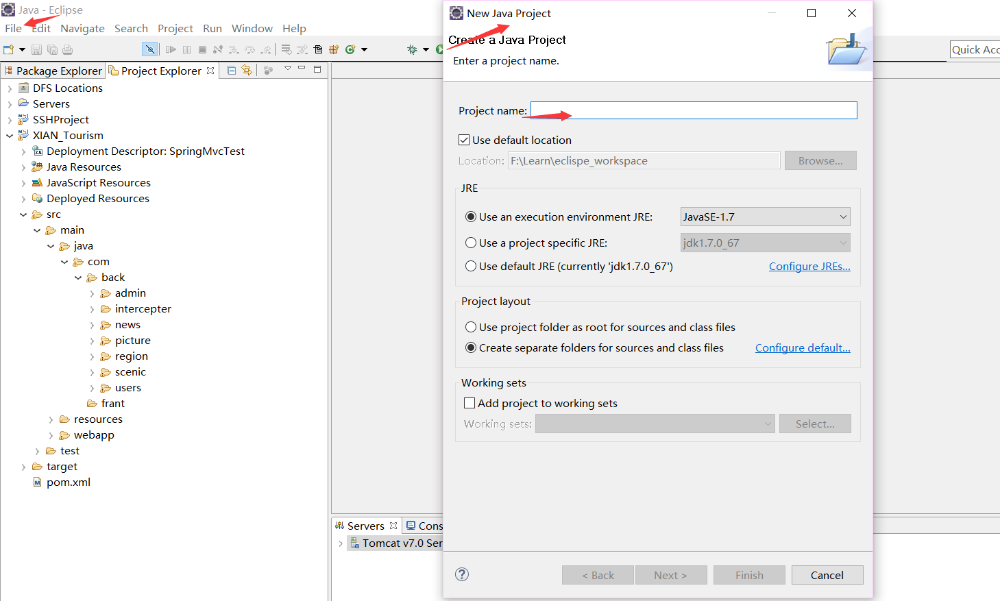 Java - Eclipse
File Edit Navigate Search Project Run Window Help
Quick Acc
Package Explorer Project Explorer
DFS Locations
Servers
SSHProject
XIAN_Tourism
Deployment Descriptor: SpringMvcTest
Java Resources
JavaScript Resources
Deployed Resources
src
main
java
com
back
admin
intercepter
news
picture
region
scenic
users
frant
resources
webapp
test
target
pom.xml
Servers Cons
Tomcat v7.0 Ser
New Java Project
Create a Java Project
Enter a project name.
Project name:
Use default location
Location: F:\Learn\eclispe_workspace Browse...
JRE
Use an execution environment JRE: JavaSE-1.7
Use a project specific JRE: jdk1.7.0_67
Use default JRE (currently 'jdk1.7.0_67') Configure JREs...
Project layout
Use project folder as root for sources and class files
Create separate folders for sources and class files Configure default...
Working sets
Add project to working sets
Working sets: Select...
< Back Next > Finish Cancel